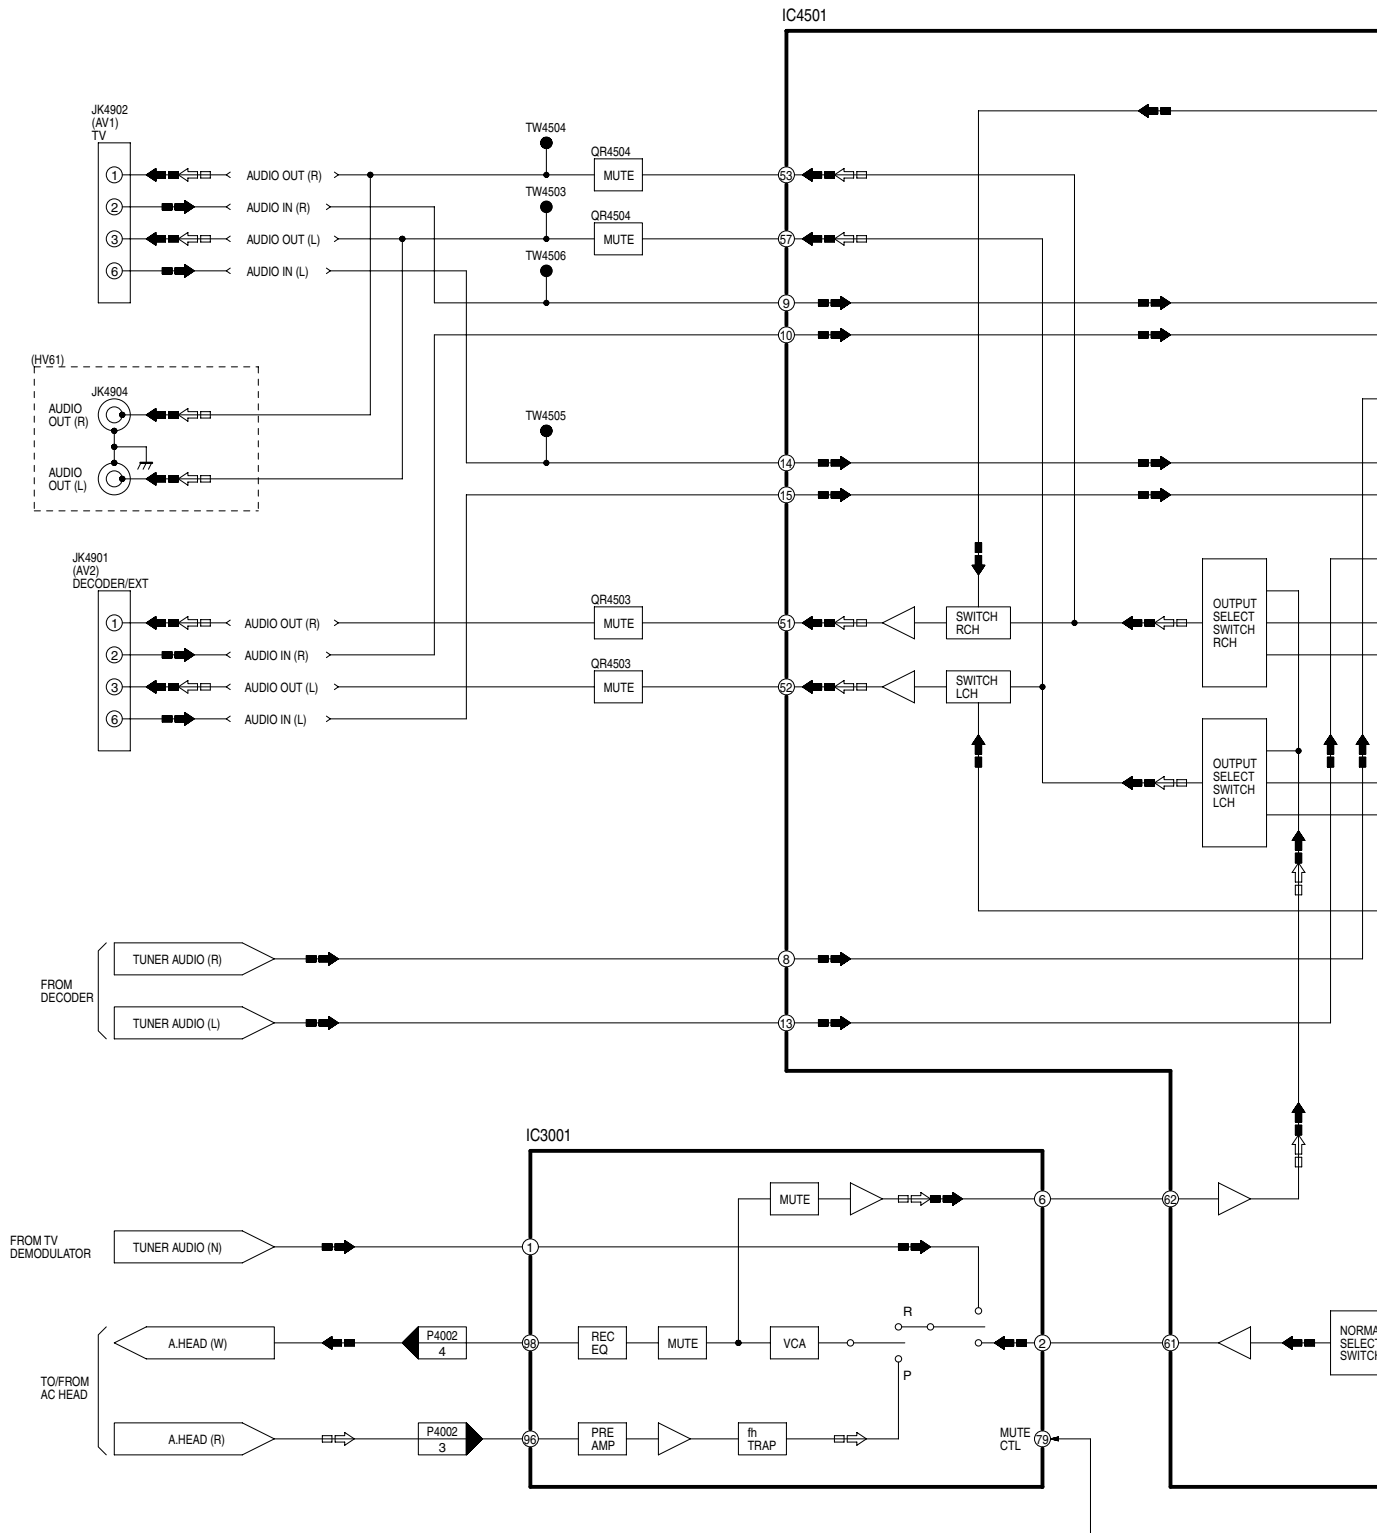 IC4501
JK4902
(AV1)
TV
TW4504
QR4504
1
AUDIO OUT (R)
MUTE
53
TW4503
2
AUDIO IN (R)
QR4504
3
AUDIO OUT (L)
MUTE
57
TW4506
6
AUDIO IN (L)
9
10
(HV61)
JK4904
AUDIO
OUT (R)
TW4505
AUDIO
OUT (L)
14
15
JK4901
(AV2)
DECODER/EXT
QR4503
1
AUDIO OUT (R)
MUTE
51
SWITCH
RCH
OUTPUT
SELECT
SWITCH
RCH
2
AUDIO IN (R)
QR4503
3
AUDIO OUT (L)
MUTE
52
SWITCH
LCH
6
AUDIO IN (L)
OUTPUT
SELECT
SWITCH
LCH
FROM
DECODER
TUNER AUDIO (R)
8
TUNER AUDIO (L)
13
IC3001
MUTE
6
62
FROM TV
DEMODULATOR
TUNER AUDIO (N)
1
R
TO/FROM
AC HEAD
A.HEAD (W)
P4002
4
98
REC
EQ
MUTE
VCA
2
61
NORMA
SELECT
SWITCH
P
A.HEAD (R)
P4002
3
96
PRE
AMP
fh
TRAP
MUTE
CTL
79